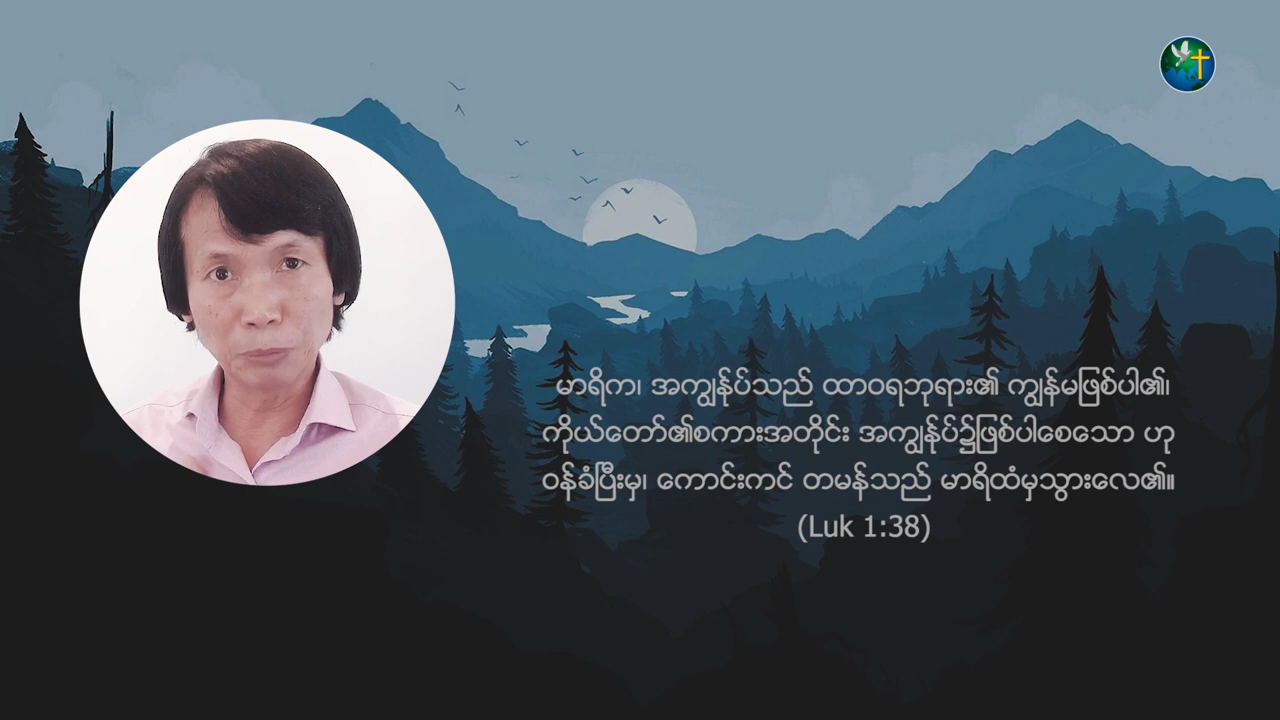 မာရိက၊ အကျွန်ုပ်သည် ထာဝရဘုရား၏ ကျွန်မဖြစ်ပါ၏၊
ကိုယ်တော်၏စကားအတိုင်း အကျွန်ုပ်၌ဖြစ်ပါစေသော ဟု
ဝန်ခံပြီးမှ၊ ကောင်းကင် တမန်သည် မာရိထံမှသွားလေ၏။
(Luk 1:38)